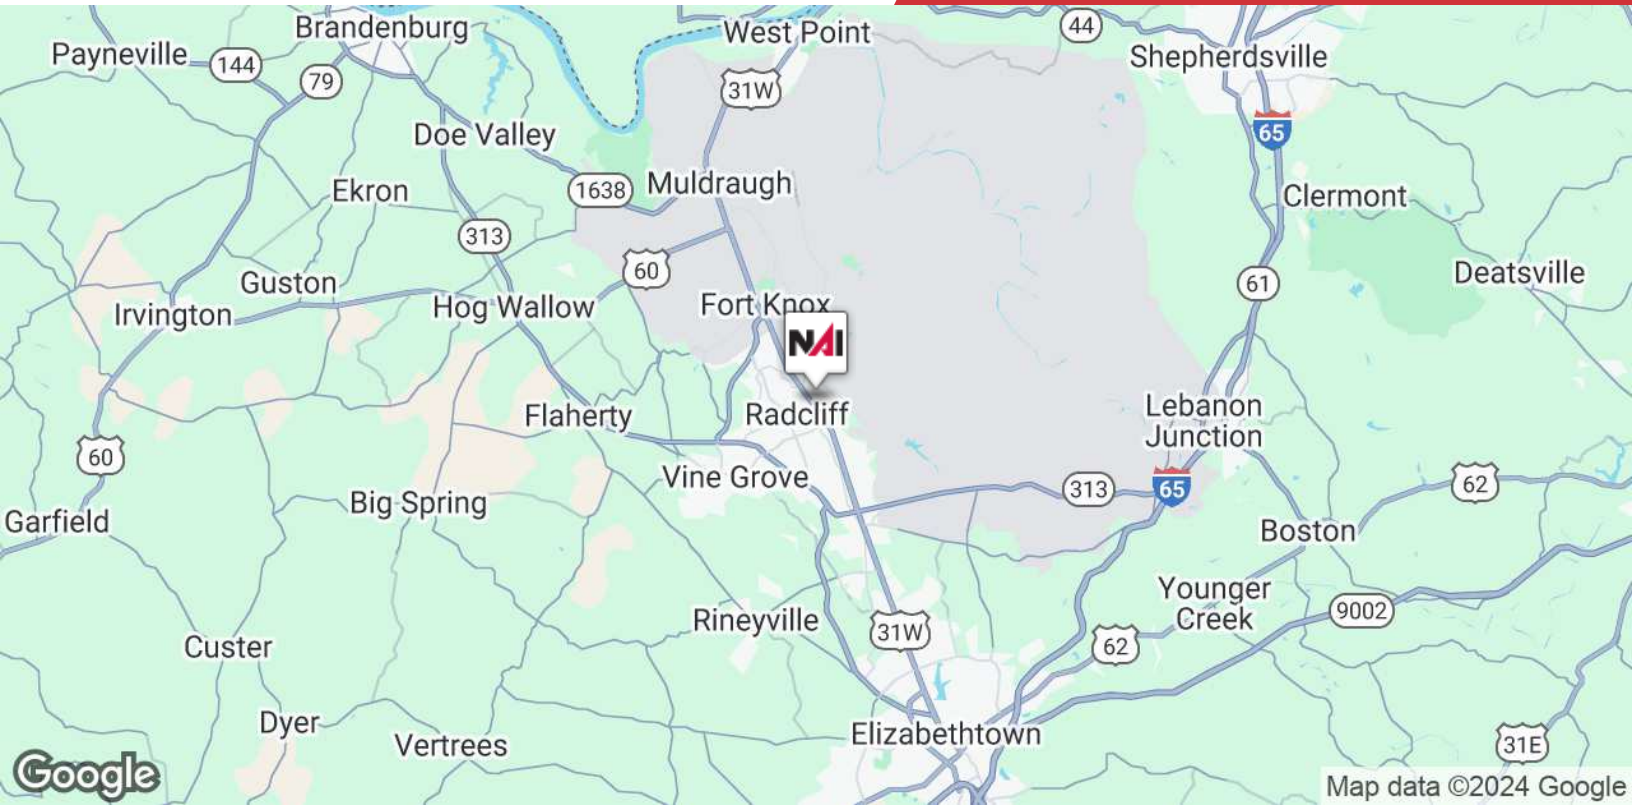 Brandenburg
West Point
44
Payneville
144
79
Shepherdsville
31W
65
Doe Valley
Ekron
1638
Muldraugh
Clermont
313
60
Guston
61
Deatsville
Irvington
Hog Wallow
Fort Knox
NAI
Flaherty
Radcliff
Lebanon
Junction
60
Vine Grove
313
65
62
Big Spring
Garfield
Boston
Younger
Creek
9002
Rineyville
31W
62
Custer
Dyer
Vertrees
Elizabethtown
31E
Google
Map data ©2024 Google